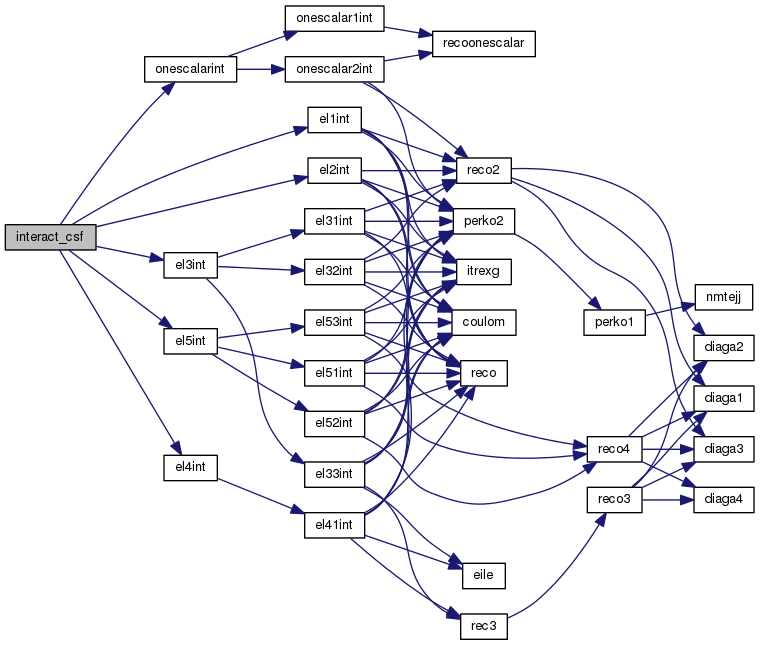 onescalar1int
recoonescalar
onescalarint
onescalar2int
el1int
el2int
reco2
el31int
perko2
interact_csf
el3int
el32int
itrexg
nmtejj
el53int
coulom
perko1
el5int
diaga2
el51int
reco
diaga1
el52int
reco4
diaga3
el4int
el33int
reco3
diaga4
el41int
eile
rec3